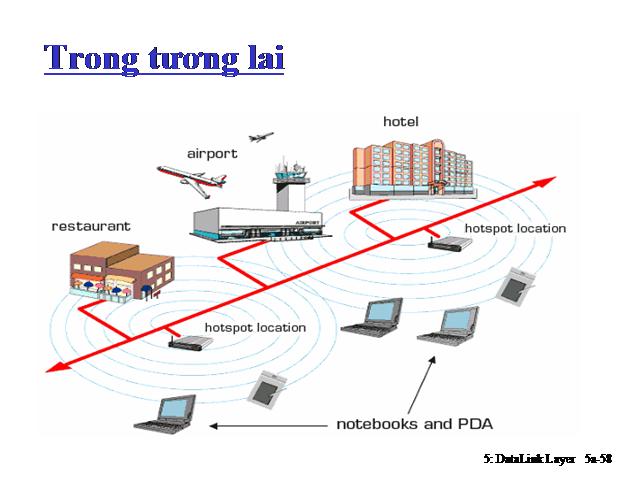 Trong tương lai
hotel
airport
AIRPORT
restaurant
hotspot location
hotspot location
notebooks and PDA
5: DataLink Layer 5a-58